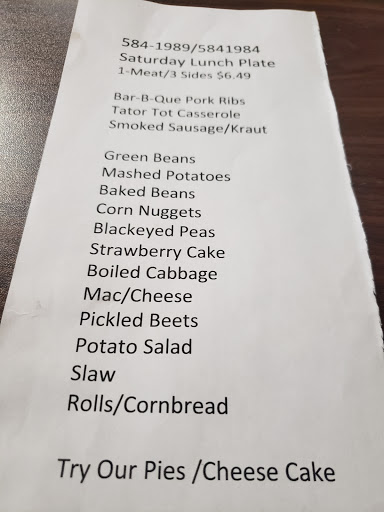 584-1989/5841984
Saturday Lunch Plate
1-Meat/3 Sides $6.49
Bar-B-Que Pork Ribs
Tator Tot Casserole
Smoked Sausage/Kraut
Green Beans
Mashed Potatoes
Baked Beans
Corn Nuggets
Blackeyed Peas
Strawberry Cake
Boiled Cabbage
Mac/Cheese
Pickled Beets
Potato Salad
Slaw
Rolls/Cornbread
Try Our Pies /Cheese Cake